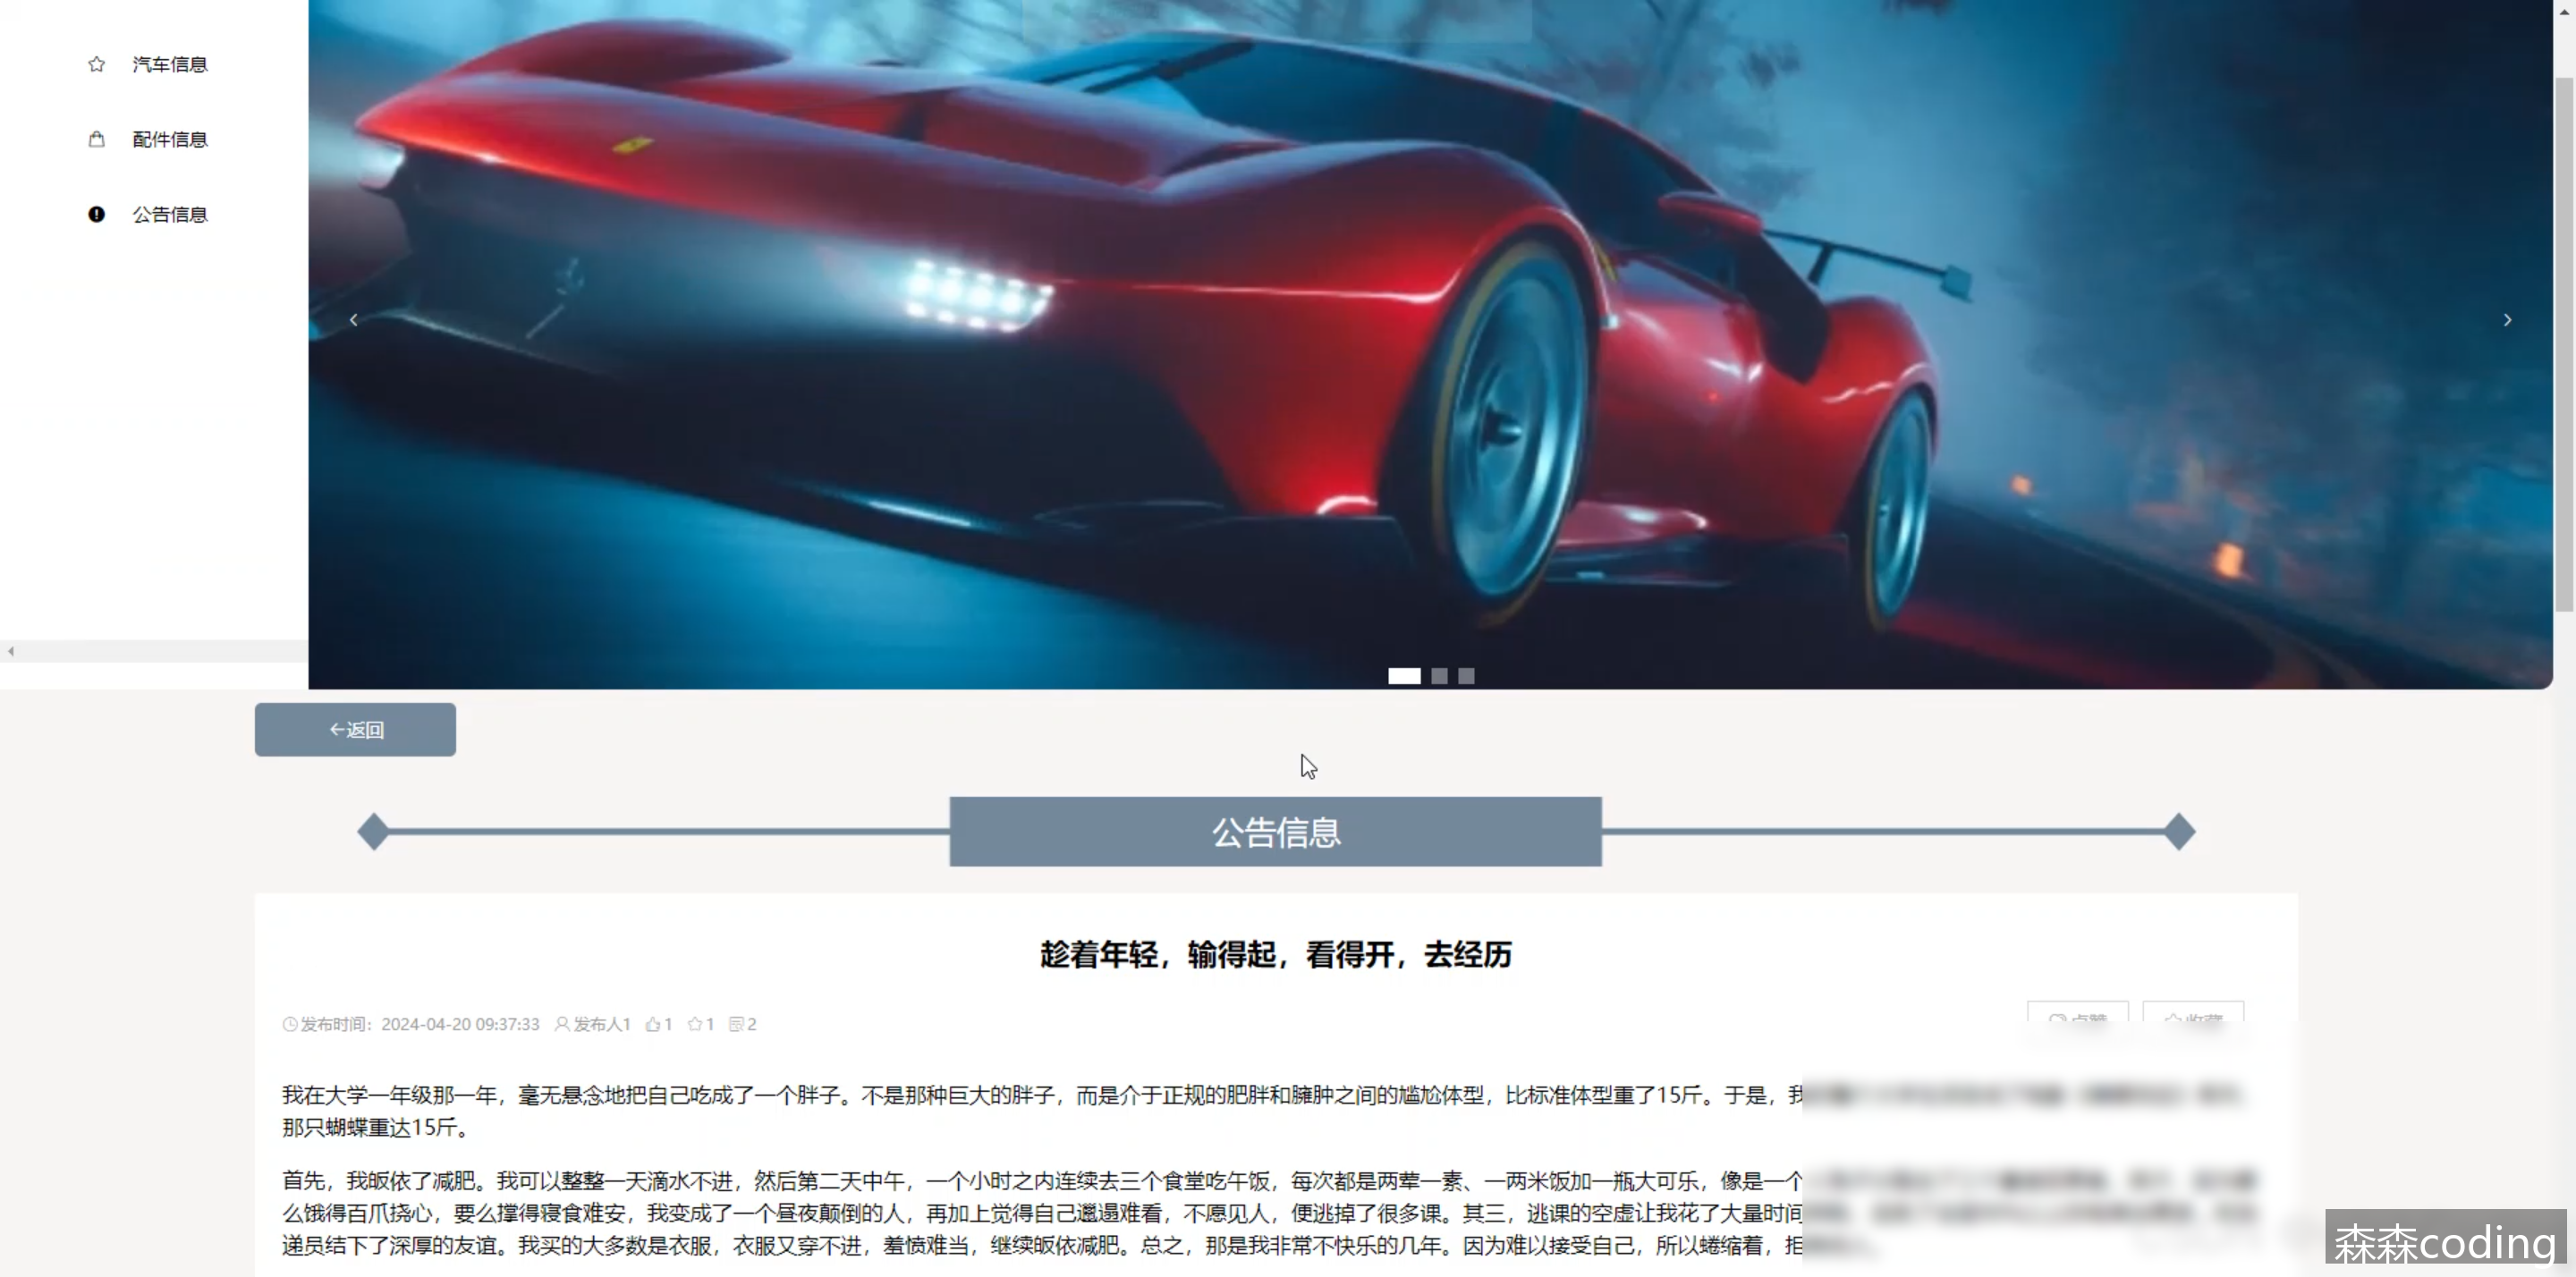 汽车信息
配件信息
公告信息
←返回
公告信息
趁着年轻，输得起，看得开，去经历
发布时间：2024-04-20 09:37:33 发布人1 1 1 2
点赞 收藏
我在大学一年级那一年，毫无悬念地把自己吃成了一个胖子。不是那种巨大的胖子，而是介于正规的肥胖和臃肿之间的尴尬体型，比标准体型重了15斤。于是，我
那只蝴蝶重达15斤。
首先，我皈依了减肥。我可以整整一天滴水不进，然后第二天中午，一个小时之内连续去三个食堂吃午饭，每次都是两荤一素、一两米饭加一瓶大可乐，像是一个
么饿得百爪挠心，要么撑得寝食难安，我变成了一个昼夜颠倒的人，再加上觉得自己邋遢难看，不愿见人，便逃掉了很多课。其三，逃课的空虚让我花了大量时间
递员结下了深厚的友谊。我买的大多数是衣服，衣服又穿不进，羞愤难当，继续皈依减肥。总之，那是我非常不快乐的几年。因为难以接受自己，所以蜷缩着，拒
森森coding